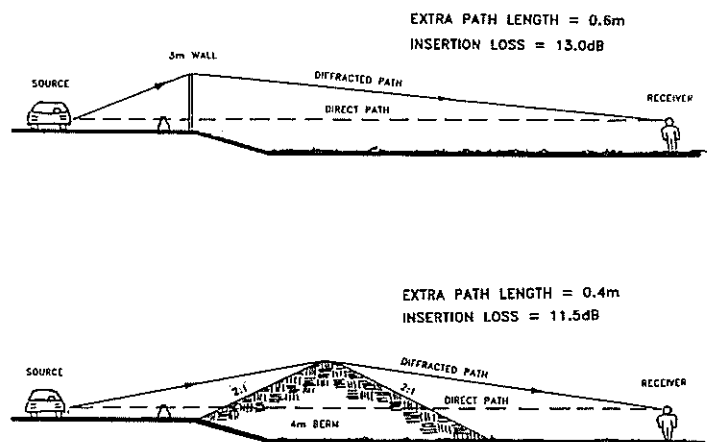 EXTRA PATH LENGTH = 0.6m
INSERTION LOSS = 13.0dB
3m WALL
SOURCE
DIFFRACTED PATH
RECEIVER
DIRECT PATH
EXTRA PATH LENGTH = 0.4m
INSERTION LOSS = 11.5dB
SOURCE
DIFFRACTED PATH
RECEIVER
2:1
2:1
DIRECT PATH
4m BERM